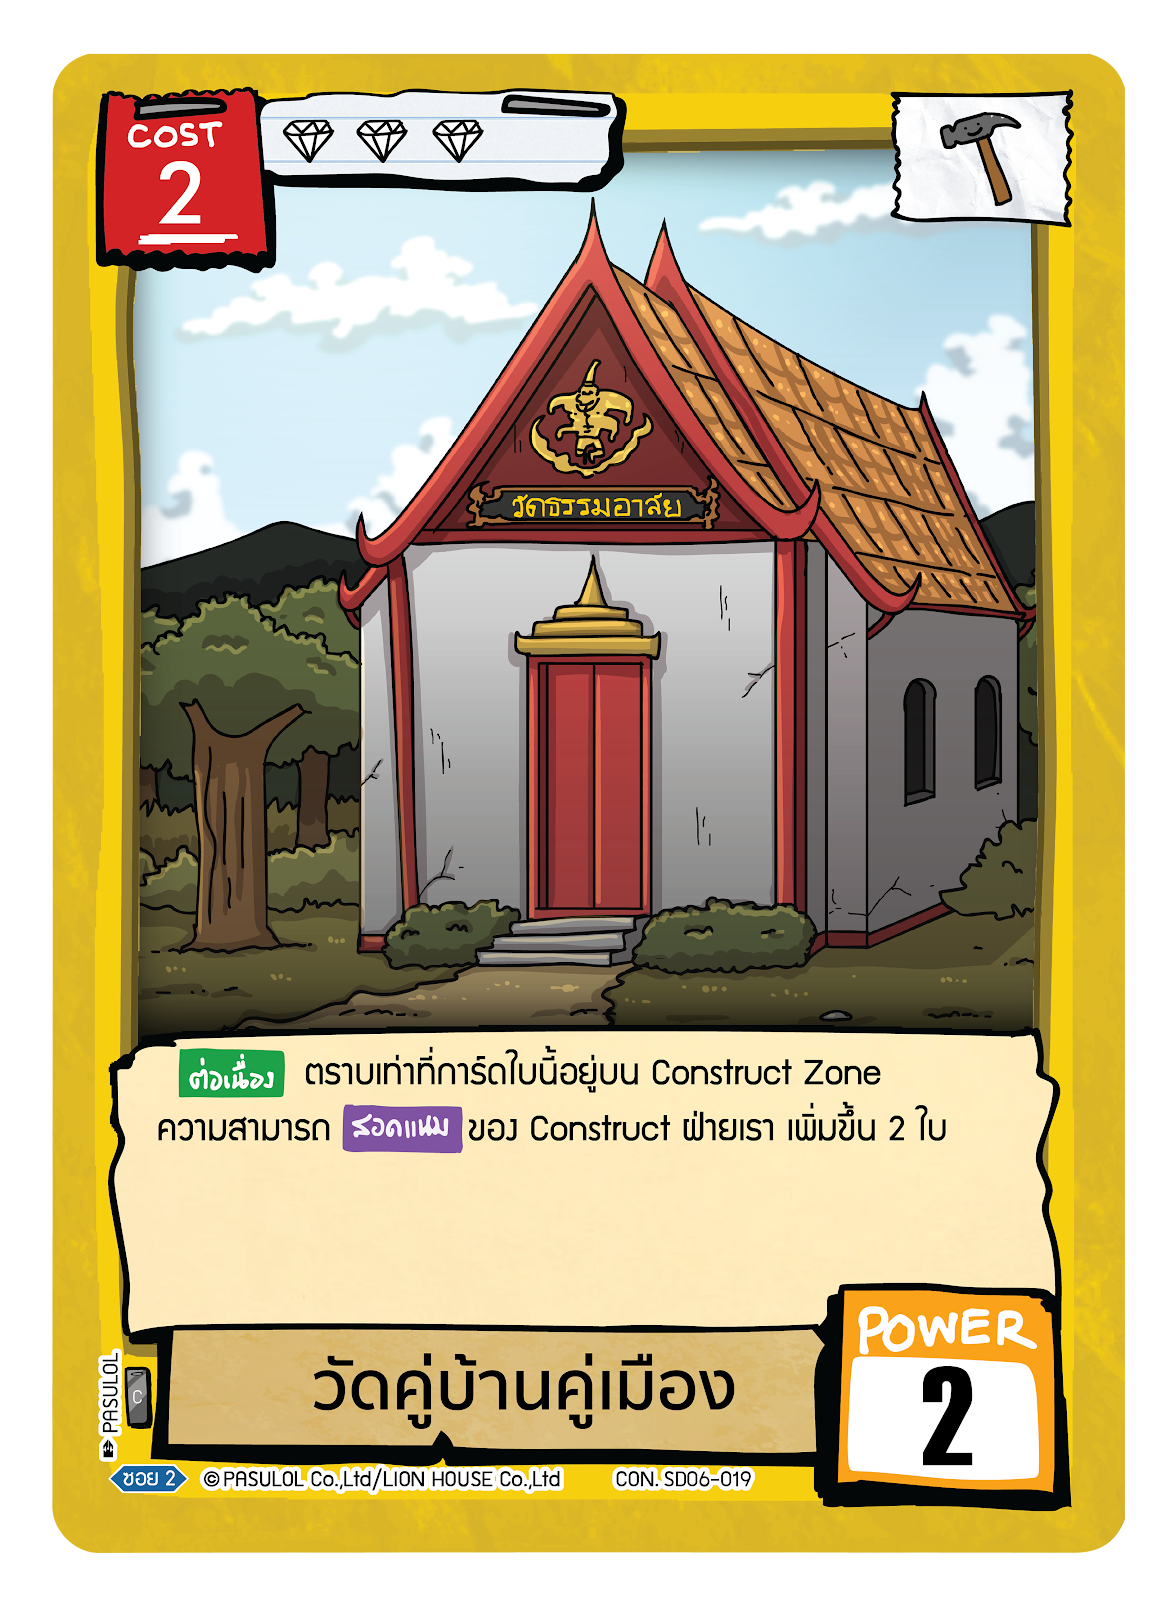 COST
2
วัดธรรมอาสย
ต่อเนื่อง ตราบเท่าที่การ์ดใบนี้อยู่บน Construct Zone
ความสามารถ สอดแนม ของ Construct ฝ่ายเรา เพิ่มขึ้น 2 ใบ
POWER
2
วัดคู่บ้านคู่เมือง
PASULOL
C
ซอย 2 ©PASULOL Co.,Ltd/LION HOUSE Co.,Ltd CON. SD06-019